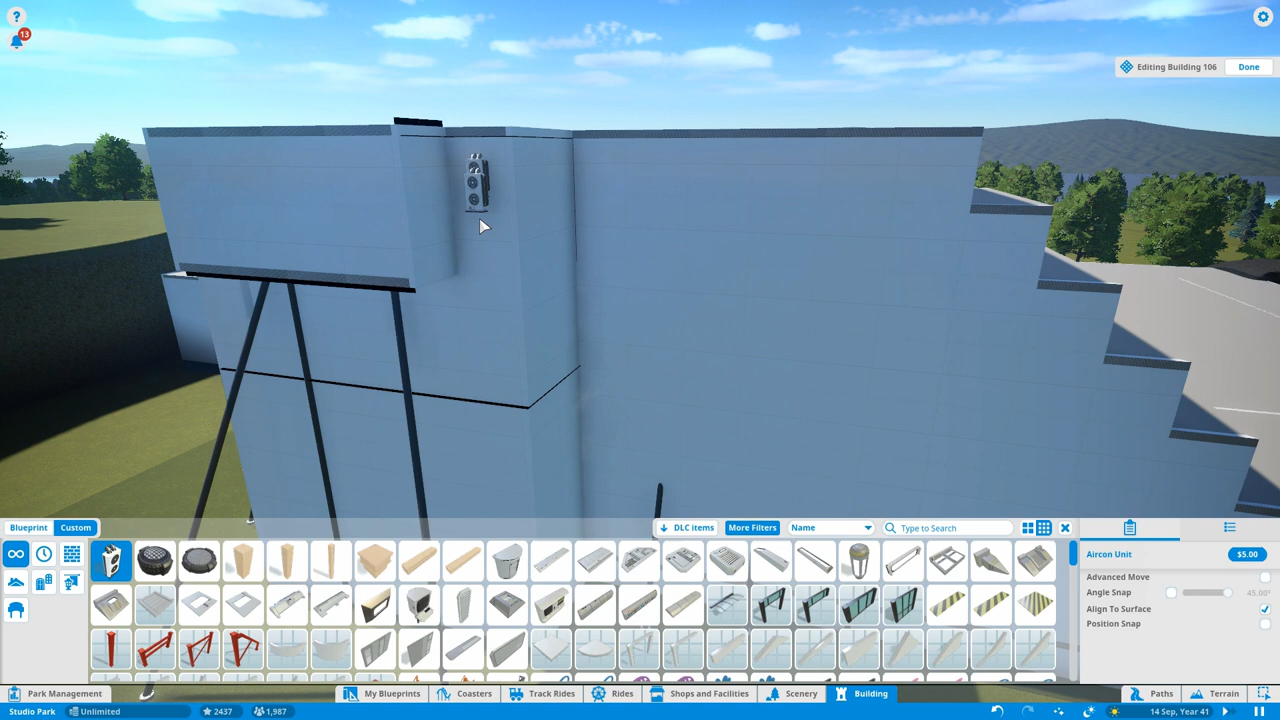 ?
13
Editing Building 106
Done
Blueprint
Custom
DLC items
More Filters
Name
Type to Search
Aircon Unit
$5.00
Advanced Move
Angle Snap
45.00°
Align To Surface
Position Snap
Park Management
My Blueprints
Coasters
Track Rides
Rides
Shops and Facilities
Scenery
Building
Paths
Terrain
Studio Park
Unlimited
2437
1,987
14 Sep, Year 41